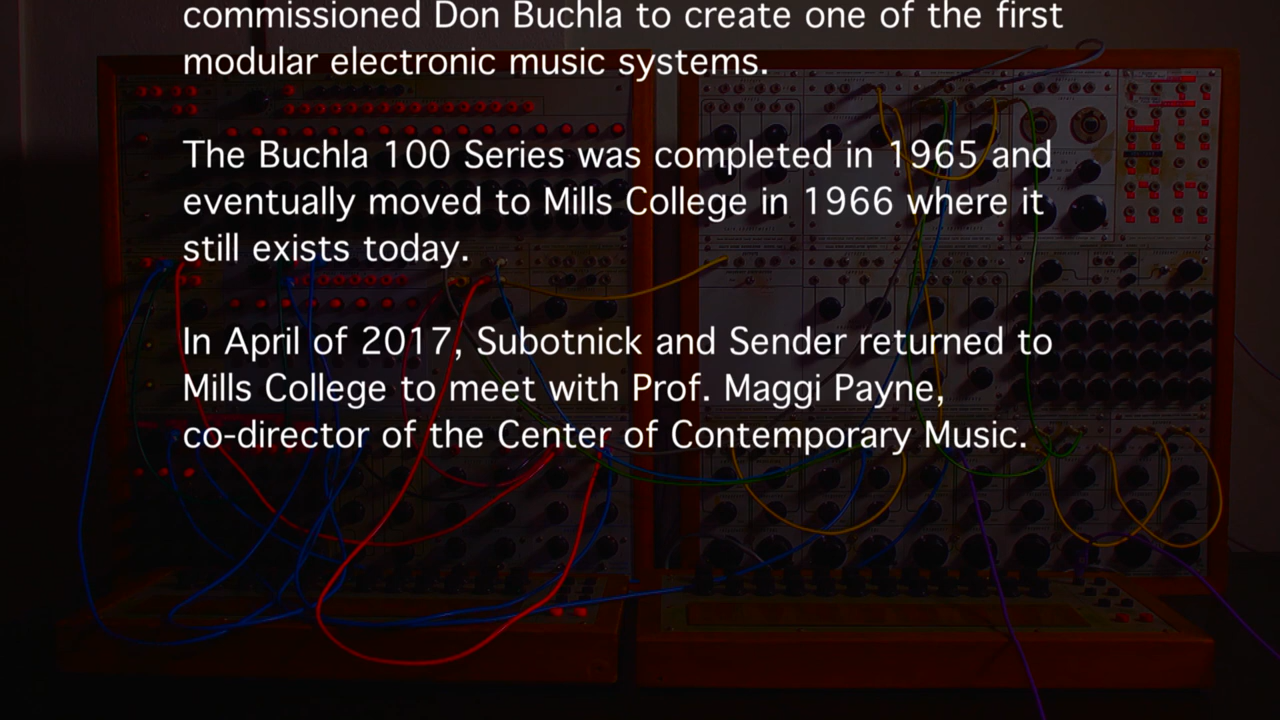 commissioned Don Buchla to create one of the first
modular electronic music systems.
The Buchla 100 Series was completed in 1965 and
eventually moved to Mills College in 1966 where it
still exists today.
In April of 2017, Subotnick and Sender returned to
Mills College to meet with Prof. Maggi Payne,
co-director of the Center of Contemporary Music.